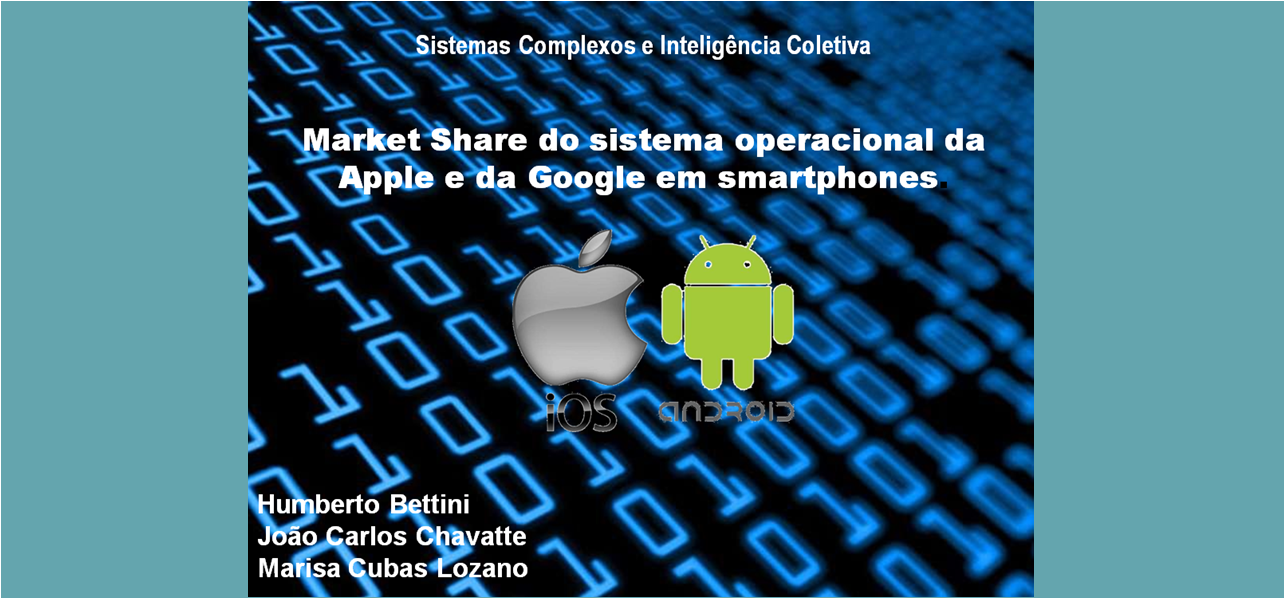 Sistemas Complexos e Inteligência Coletiva
Market Share do sistema operacional da
Apple e da Google em smartphones.
iOS
ANDROID
Humberto Bettini
João Carlos Chavatte
Marisa Cubas Lozano